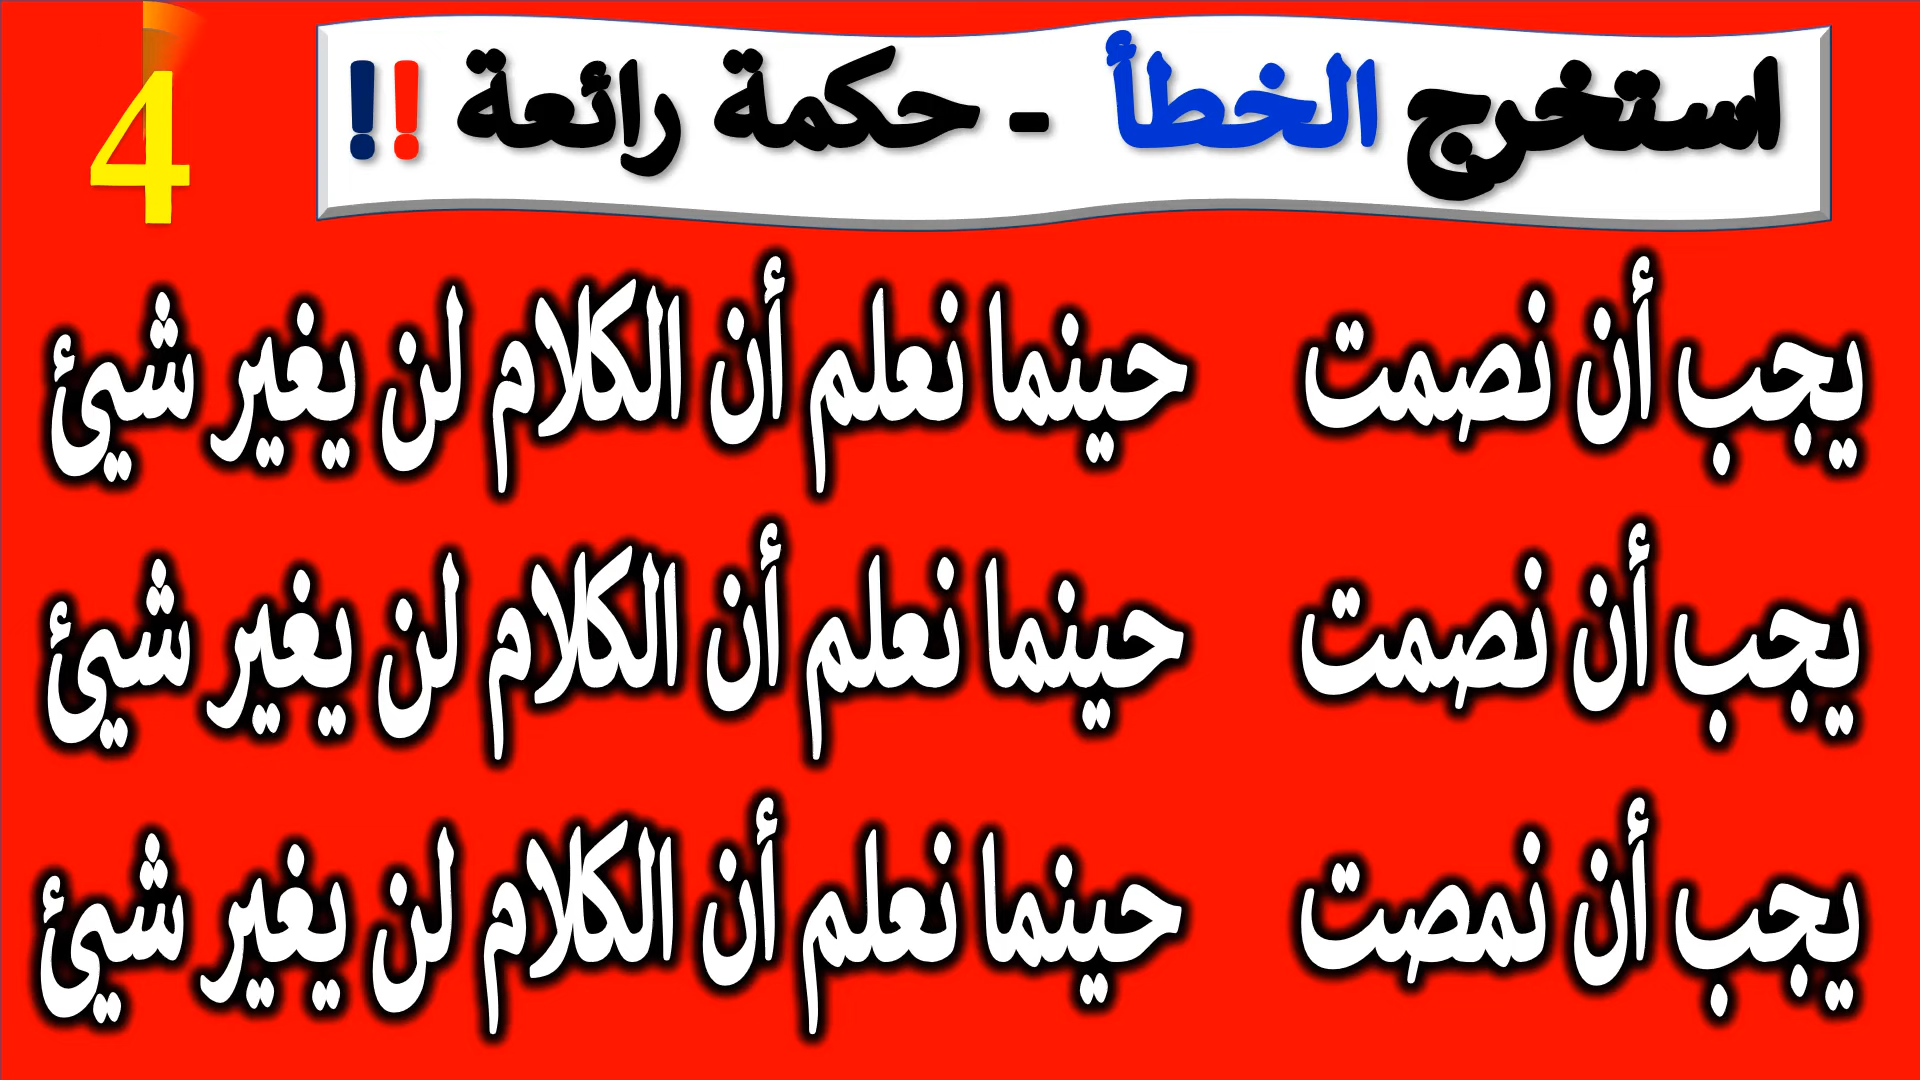 استخرج الخطأ - حكمة رائعة !!
4
يجب أن نصمت حينما نعلم أن الكلام لن يغير شيئ
يجب أن نصمت حينما نعلم أن الكلام لن يغير شيئ
يجب أن نمصت حينما نعلم أن الكلام لن يغير شيئ